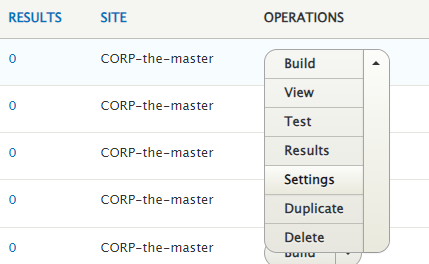 RESULTS SITE OPERATIONS
0 CORP-the-master Build
View
0 CORP-the-master
Test
0 CORP-the-master Results
Settings
0 CORP-the-master Duplicate
Delete
0 CORP-the-master Build